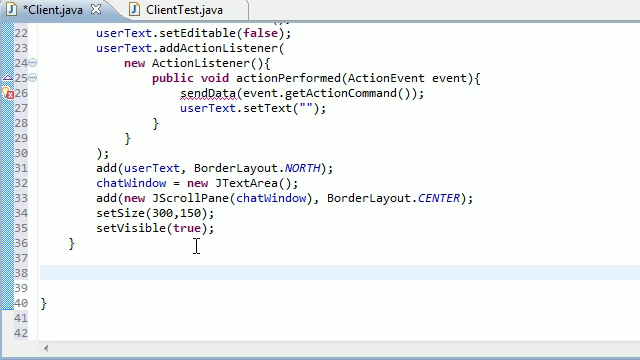 *Client.java ClientTest.java
22 userText.setEditable(false);
23 userText.addActionListener(
24 new ActionListener(){
25 public void actionPerformed(ActionEvent event){
26 sendData(event.getActionCommand());
27 userText.setText("");
28 }
29 }
30 );
31 add(userText, BorderLayout.NORTH);
32 chatWindow = new JTextArea();
33 add(new JScrollPane(chatWindow), BorderLayout.CENTER);
34 setSize(300,150);
35 setVisible(true);
36 }
37
38
39
40 }
41
42